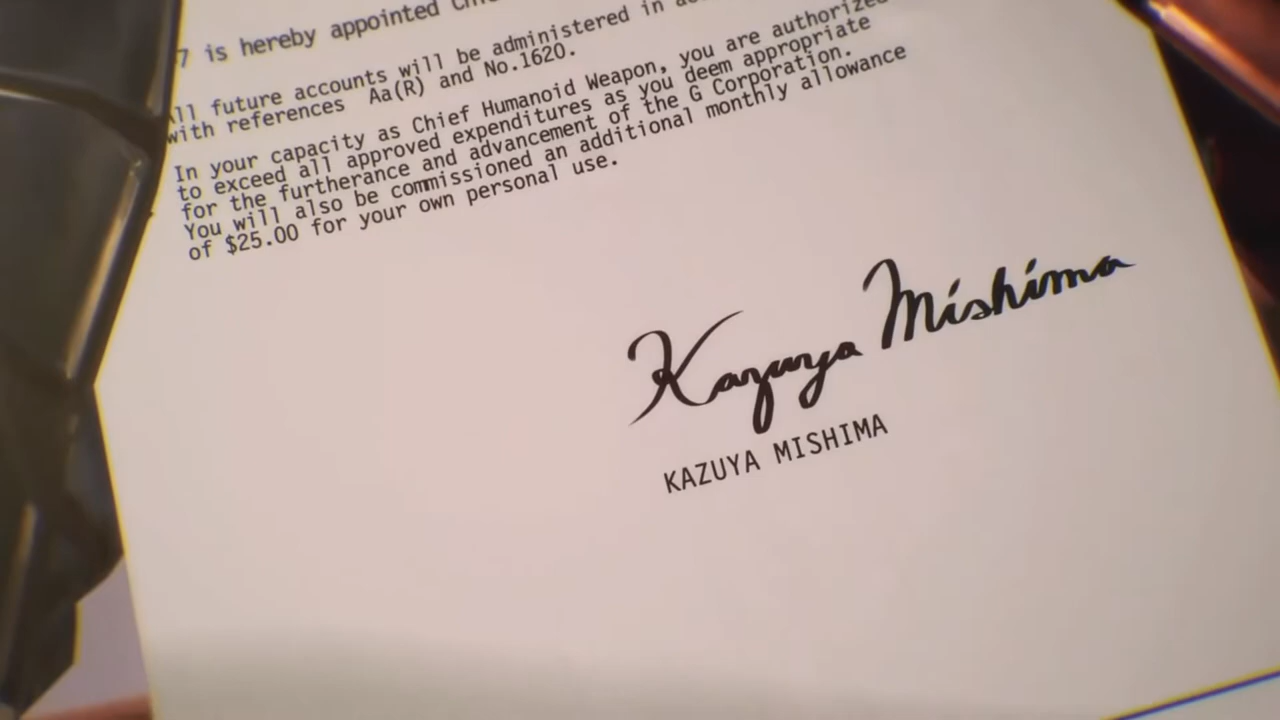 7 is hereby appointed
All future accounts will be administered in
with references Aa(R) and No.1620.
In your capacity as Chief Humanoid Weapon, you are authorized
to exceed all approved expenditures as you deem appropriate
for the furtherance and advancement of the G Corporation.
You will also be commissioned an additional monthly allowance
of $25.00 for your own personal use.
Kazuya Mishima
KAZUYA MISHIMA